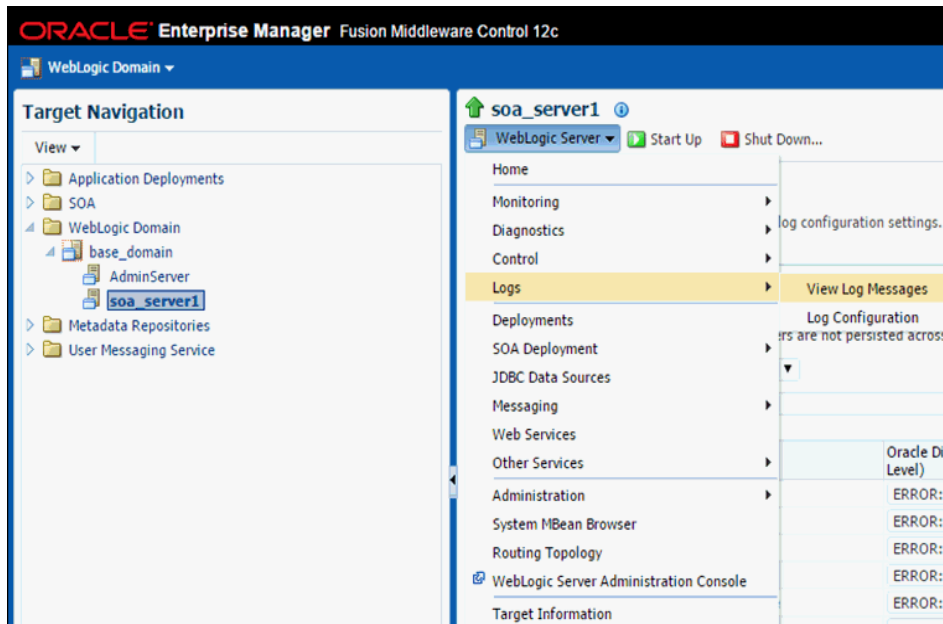 ORACLE Enterprise Manager Fusion Middleware Control 12c
WebLogic Domain
Target Navigation
View
Application Deployments
SOA
WebLogic Domain
base_domain
AdminServer
soa_server1
Metadata Repositories
User Messaging Service
soa_server1
WebLogic Server Start Up Shut Down...
Home
Monitoring
Diagnostics
log configuration settings.
Control
Logs
View Log Messages
Log Configuration
Deployments
ers are not persisted across
SOA Deployment
JDBC Data Sources
Messaging
Web Services
Other Services
Oracle Di
Level)
Administration
ERROR:
System MBean Browser
ERROR:
Routing Topology
ERROR:
WebLogic Server Administration Console
ERROR:
Target Information
ERROR: